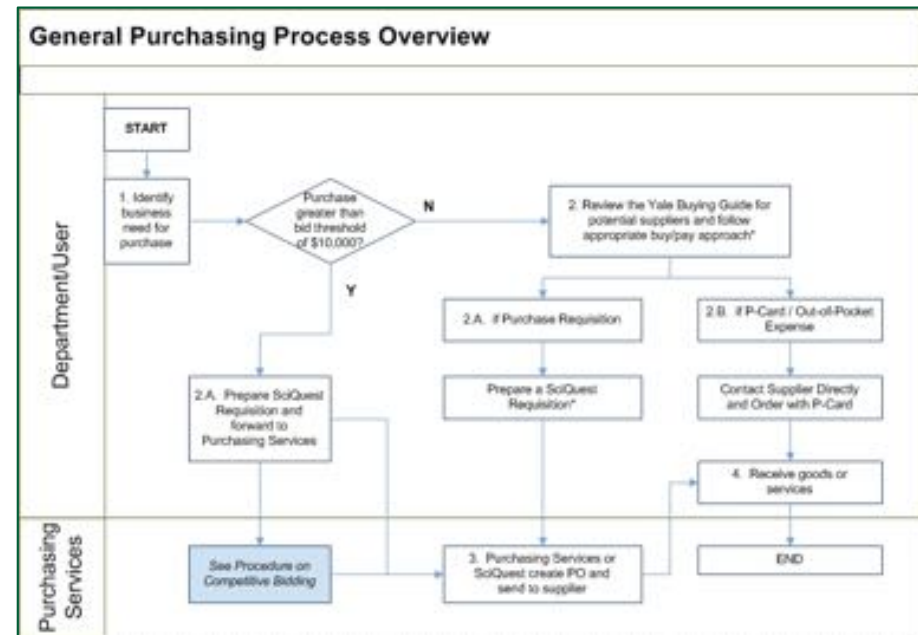 General Purchasing Process Overview
Department/User
START
1. Identify
business
need for
purchase
Purchase
greater than
bid threshold
of $10,000?
N
Y
2. Review the Yale Buying Guide for
potential suppliers and follow
appropriate buy/pay approach*
2.A. If Purchase Requisition
2.B. If P-Card / Out-of-Pocket
Expense
2.A. Prepare SciQuest
Requisition and
forward to
Purchasing Services
Prepare a SciQuest
Requisition*
Contact Supplier Directly
and Order with P-Card
4. Receive goods or
services
Purchasing
Services
See Procedure on
Competitive Bidding
3. Purchasing Services or
SciQuest create PO and
send to supplier
END